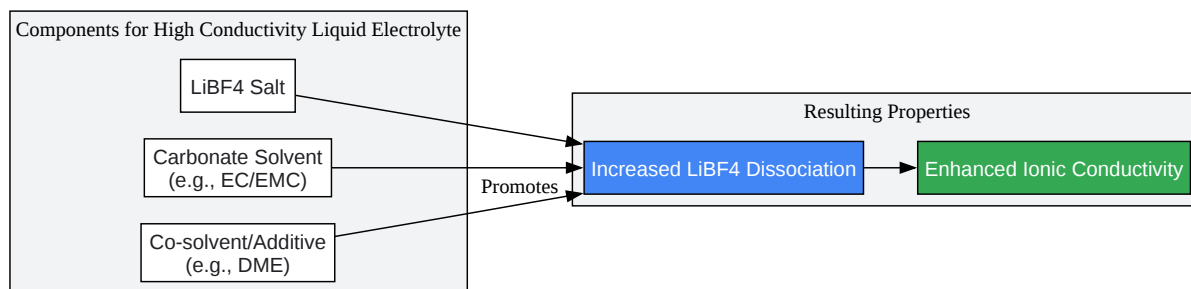 Components for High Conductivity Liquid Electrolyte
LiBF4 Salt
Carbonate Solvent
(e.g., EC/EMC)
Co-solvent/Additive
(e.g., DME)
Promotes
Resulting Properties
Increased LiBF4 Dissociation
Enhanced Ionic Conductivity